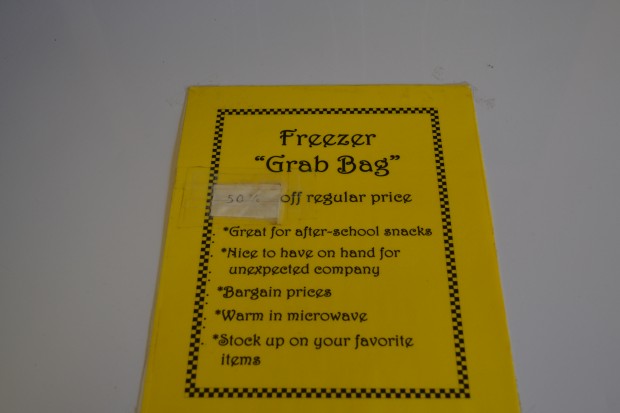 Freezer
"Grab Bag"
50% off regular price
*Great for after-school snacks
*Nice to have on hand for
unexpected company
*Bargain prices
*Warm in microwave
*Stock up on your favorite
items